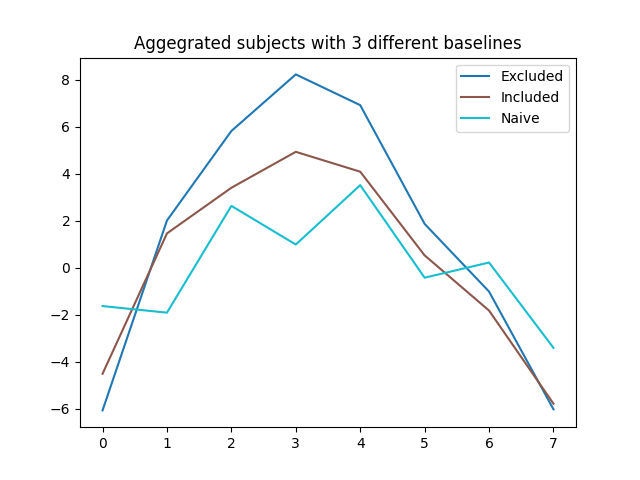 Aggegrated subjects with 3 different baselines
Excluded
Included
Naive
8
6
4
2
0
−2
−4
−6
0 1 2 3 4 5 6 7